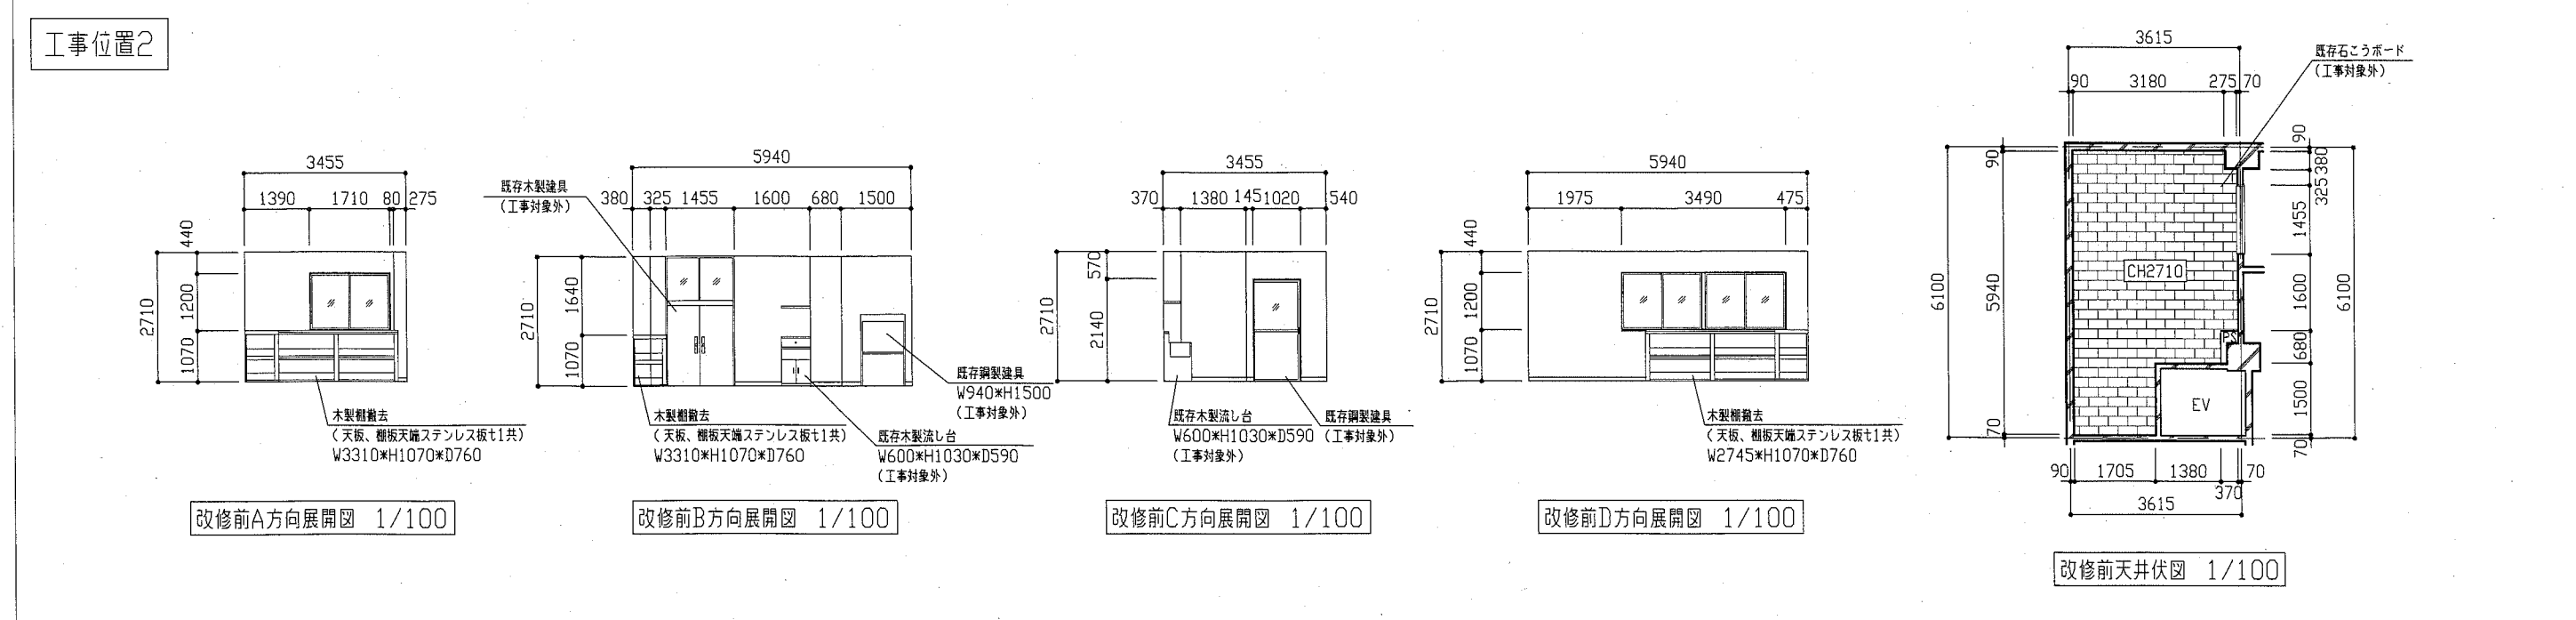 工事位置2
3455
1390 1710 80 275
440
2710
1200
1070
木製棚撤去
(天板、棚板天端ステンレス板t1共)
W3310*H1070*D760
改修前A方向展開図 1/100
既存木製建具
(工事対象外)
5940
380 325 1455 1600 680 1500
2710
1640
1070
木製棚撤去
(天板、棚板天端ステンレス板t1共)
W3310*H1070*D760
既存木製流し台
W600*H1030*D590
(工事対象外)
既存鋼製建具
W940*H1500
(工事対象外)
改修前B方向展開図 1/100
3455
370 1380 145 1020 540
570
2710
2140
既存木製流し台
W600*H1030*D590
(工事対象外)
既存鋼製建具
(工事対象外)
改修前C方向展開図 1/100
5940
1975 3490 475
440
2710
1200
1070
木製棚撤去
(天板、棚板天端ステンレス板t1共)
W2745*H1070*D760
改修前D方向展開図 1/100
3615
90 3180 275 70
既存石こうボード
(工事対象外)
90
6100
5940
70
CH2710
PS
EV
90
380
325
1455
1600
680
1500
70
6100
90 1705 1380 370 70
3615
改修前天井伏図 1/100